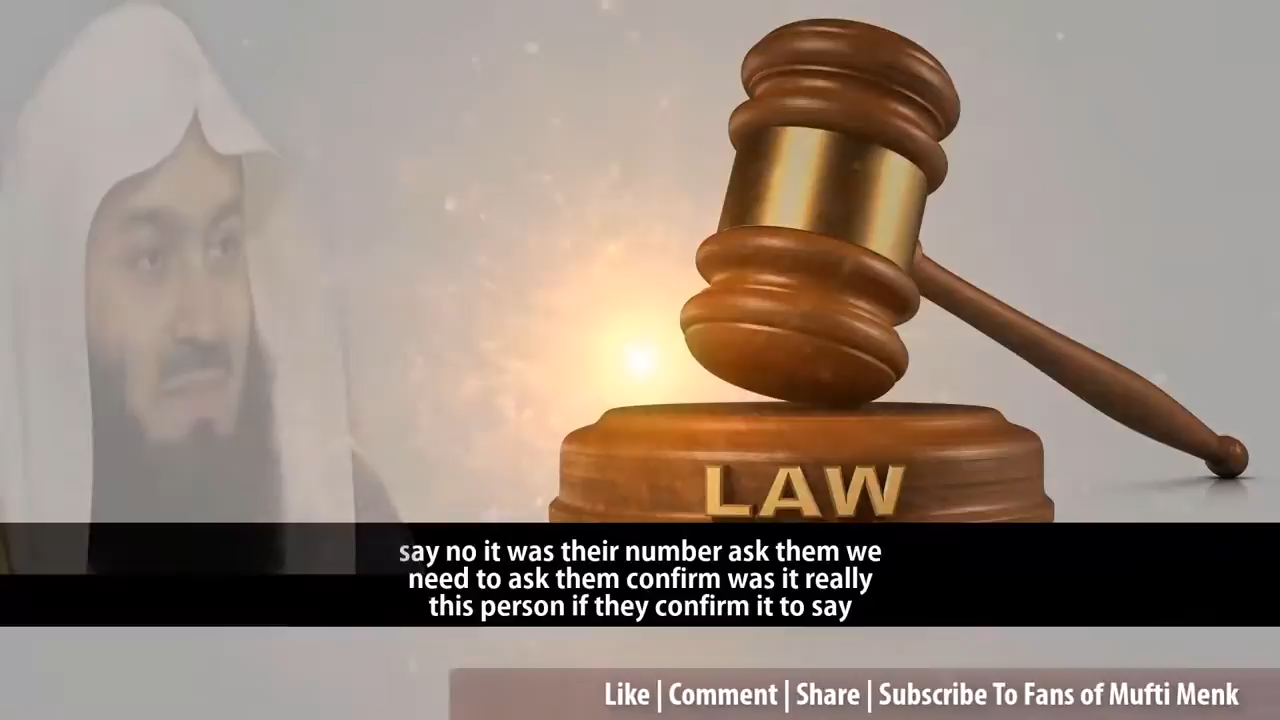 LAW
say no it was their number ask them we
need to ask them confirm was it really
this person if they confirm it to say
Like | Comment | Share | Subscribe To Fans of Mufti Menk